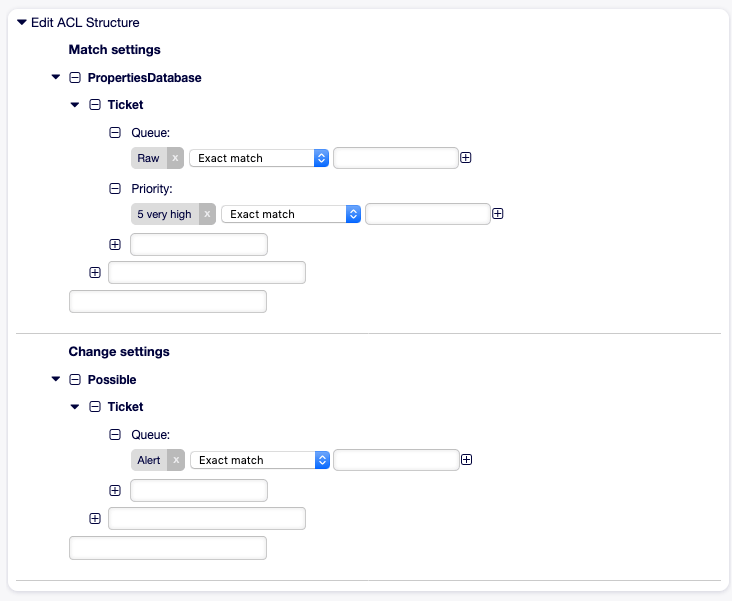 Edit ACL Structure
Match settings
PropertiesDatabase
Ticket
Queue:
Raw x Exact match
Priority:
5 very high x Exact match
Change settings
Possible
Ticket
Queue:
Alert x Exact match